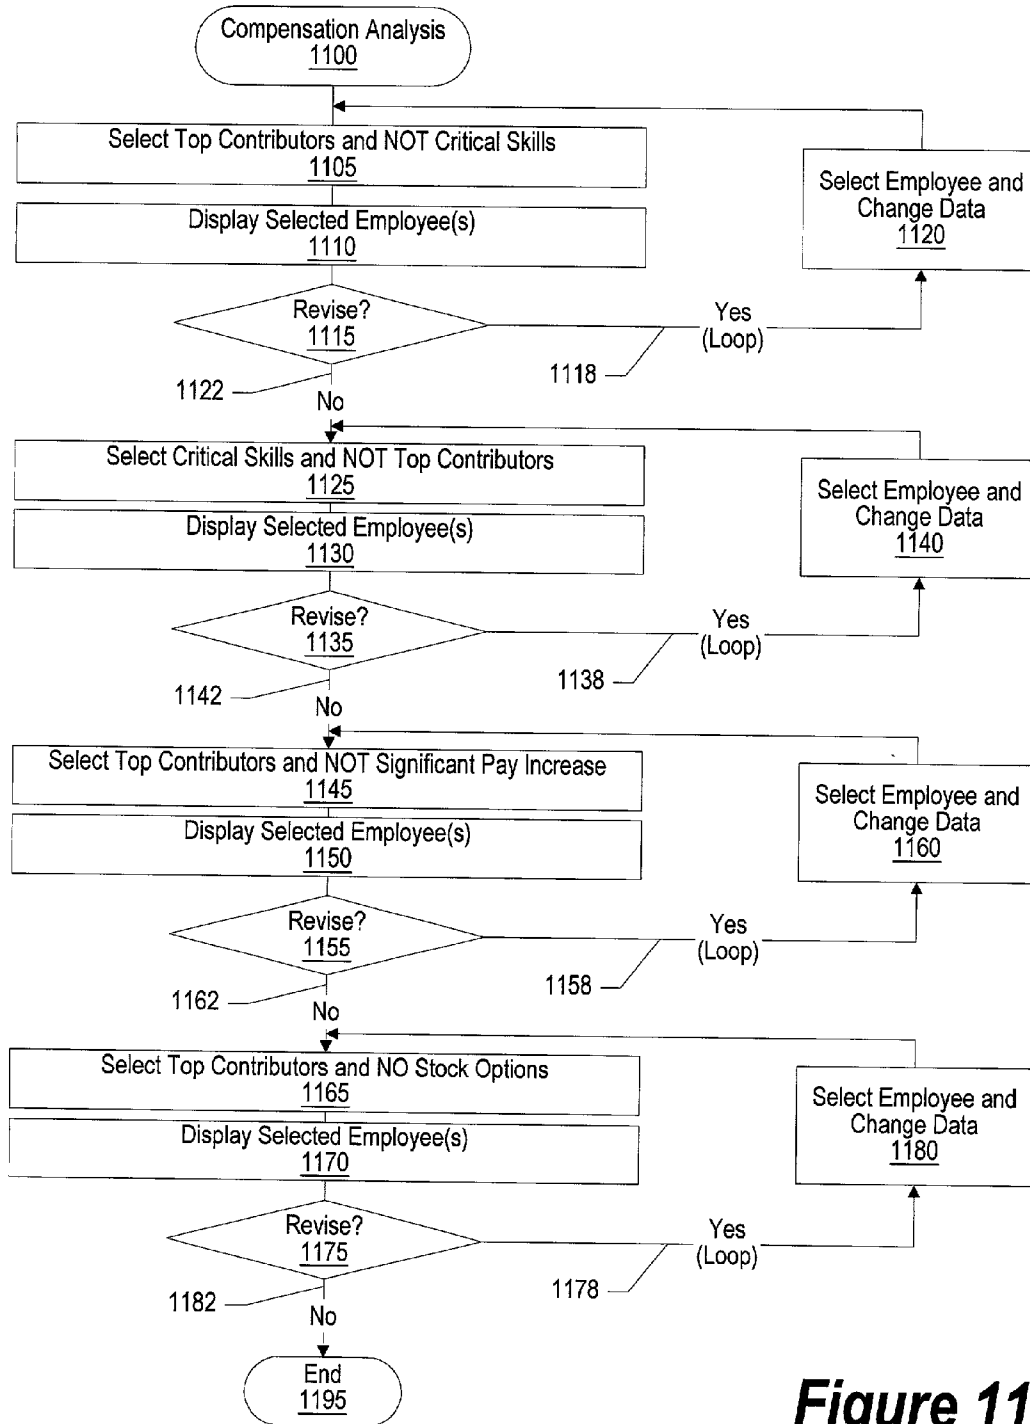 Compensation Analysis
1100
Select Top Contributors and NOT Critical Skills
1105
Select Employee and
Change Data
1120
Display Selected Employee(s)
1110
Revise?
1115
Yes
(Loop)
1122
1118
No
Select Critical Skills and NOT Top Contributors
1125
Select Employee and
Change Data
1140
Display Selected Employee(s)
1130
Revise?
1135
Yes
(Loop)
1142
1138
No
Select Top Contributors and NOT Significant Pay Increase
1145
Select Employee and
Change Data
1160
Display Selected Employee(s)
1150
Revise?
1155
Yes
(Loop)
1162
1158
No
Select Top Contributors and NO Stock Options
1165
Select Employee and
Change Data
1180
Display Selected Employee(s)
1170
Revise?
1175
Yes
(Loop)
1182
1178
No
End
1195
Figure 11